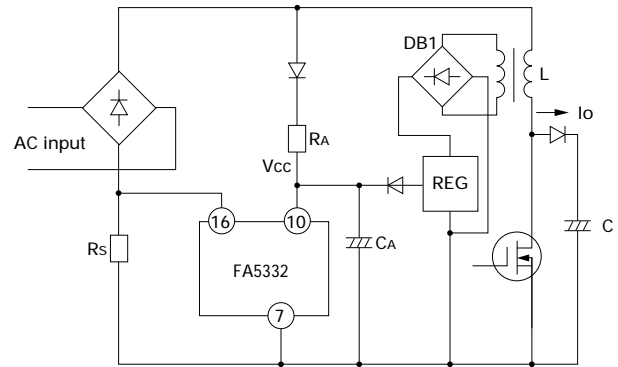 DB1
L
Io
AC input
RA
VCC
REG
16
10
RS
CA
C
FA5332
7